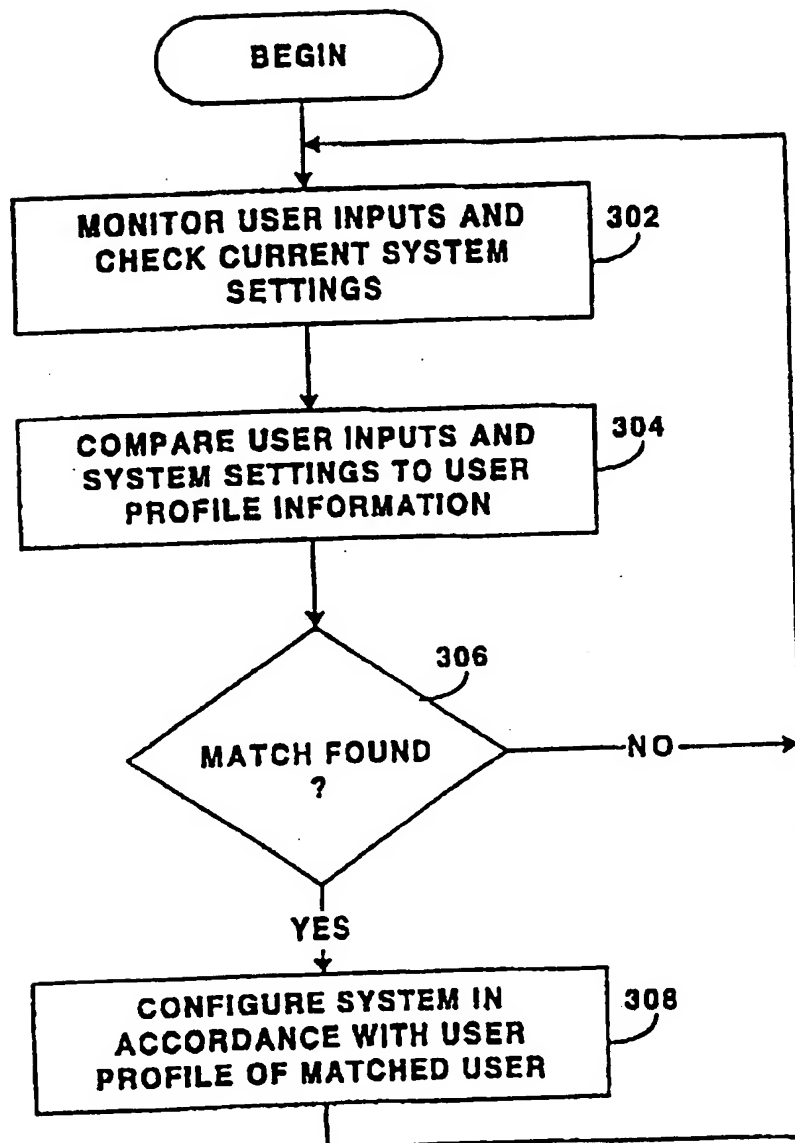 BEGIN
MONITOR USER INPUTS AND
CHECK CURRENT SYSTEM
SETTINGS
302
COMPARE USER INPUTS AND
SYSTEM SETTINGS TO USER
PROFILE INFORMATION
304
306
MATCH FOUND
?
NO
YES
CONFIGURE SYSTEM IN
ACCORDANCE WITH USER
PROFILE OF MATCHED USER
308